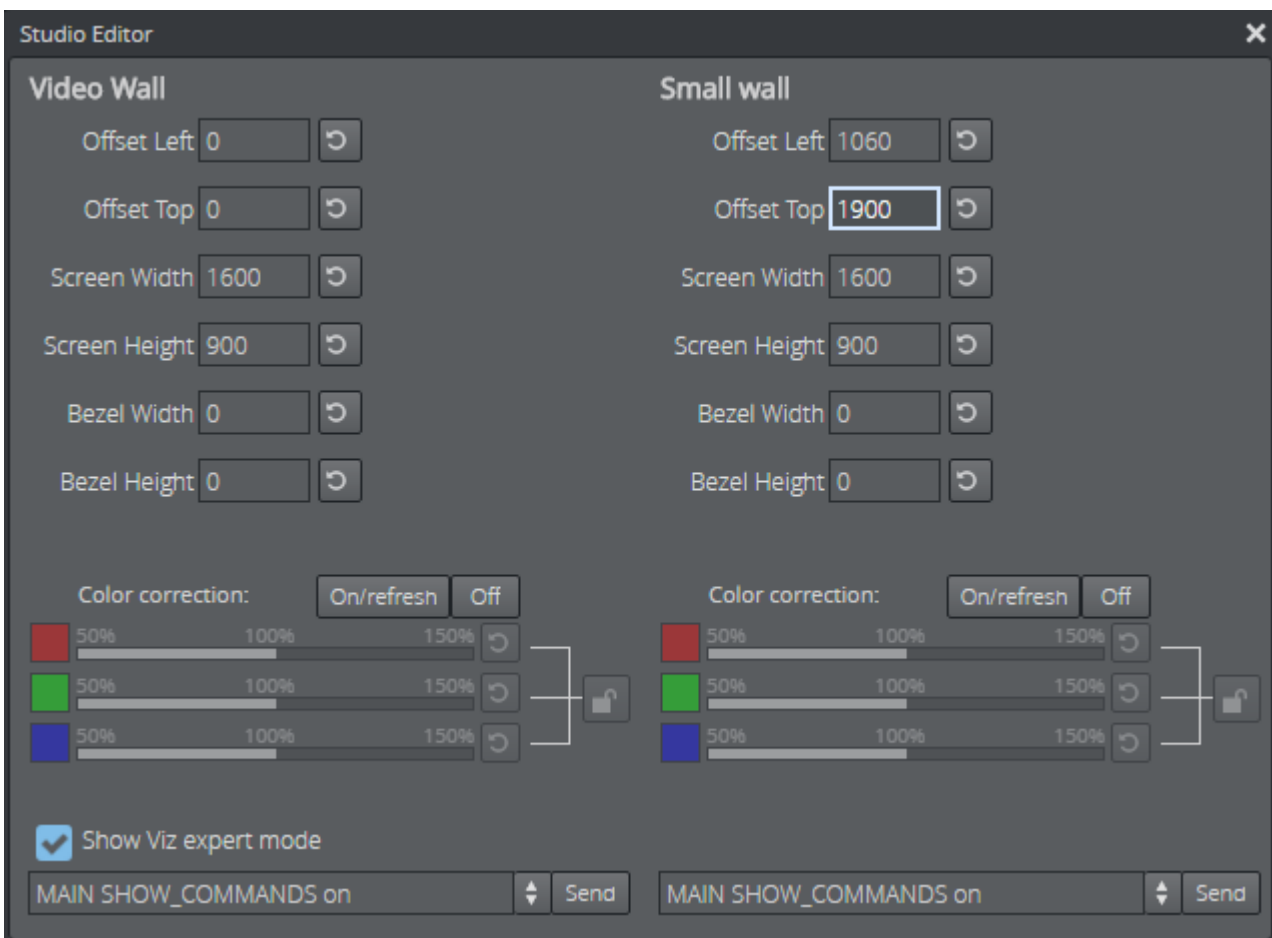 Studio Editor
Video Wall
Small wall
Offset Left 0
Offset Left 1060
Offset Top 0
Offset Top 1900
Screen Width 1600
Screen Width 1600
Screen Height 900
Screen Height 900
Bezel Width 0
Bezel Width 0
Bezel Height 0
Bezel Height 0
Color correction: On/refresh Off
Color correction: On/refresh Off
50% 100% 150%
50% 100% 150%
50% 100% 150%
50% 100% 150%
50% 100% 150%
50% 100% 150%
Show Viz expert mode
MAIN SHOW_COMMANDS on Send
MAIN SHOW_COMMANDS on Send